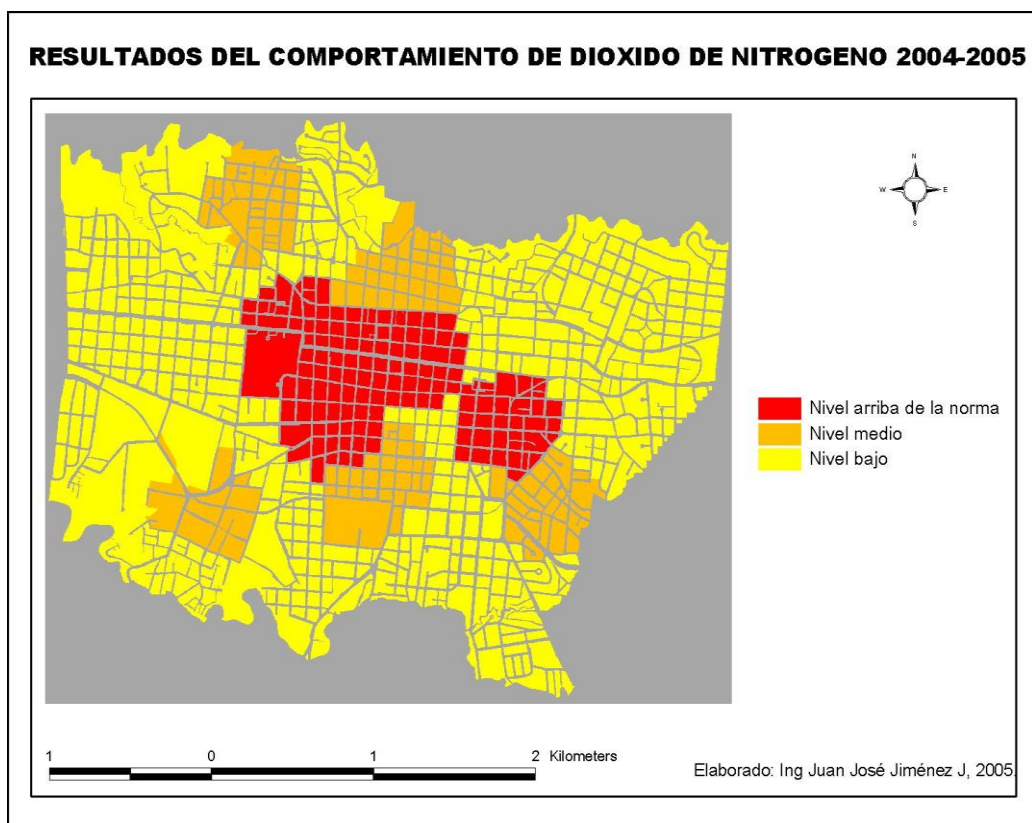 RESULTADOS DEL COMPORTAMIENTO DE DIOXIDO DE NITROGENO 2004-2005
N
W E
S
Nivel arriba de la norma
Nivel medio
Nivel bajo
1 0 1 2 Kilometers
Elaborado: Ing Juan José Jiménez J, 2005.